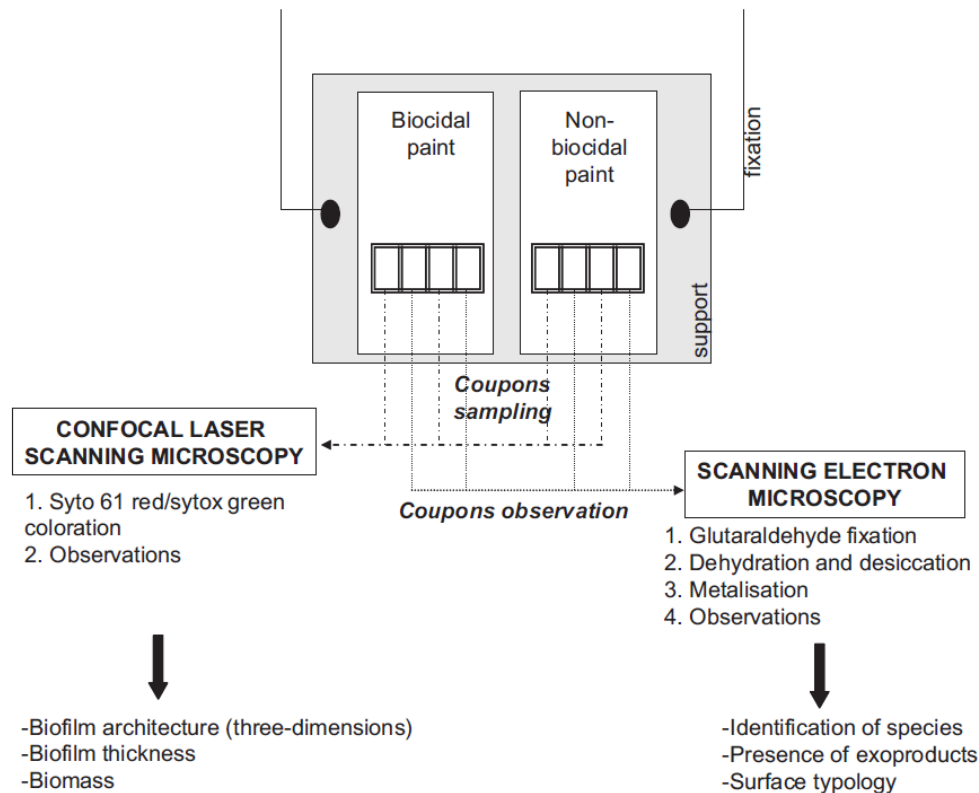 Biocidal
paint
Non-
biocidal
paint
fixation
support
Coupons
sampling
CONFOCAL LASER
SCANNING MICROSCOPY
1. Syto 61 red/sytox green
coloration
2. Observations
Coupons observation
SCANNING ELECTRON
MICROSCOPY
1. Glutaraldehyde fixation
2. Dehydration and desiccation
3. Metalisation
4. Observations
-Biofilm architecture (three-dimensions)
-Biofilm thickness
-Biomass
-Identification of species
-Presence of exoproducts
-Surface typology